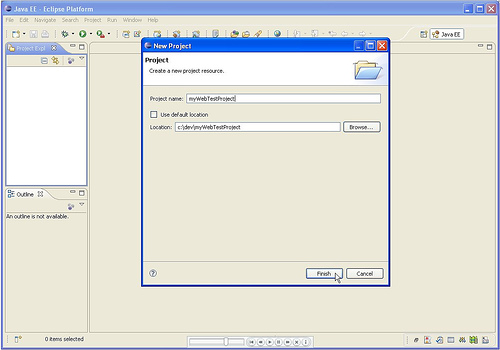 Java EE - Eclipse Platform
File Edit Navigate Search Project Run Window Help
Java EE
Project Expl
New Project
Project
Create a new project resource.
Project name: myWebTestProject
Use default location
Location: c:\dev\myWebTestProject
Browse...
Outline
An outline is not available.
Finish Cancel
0 items selected